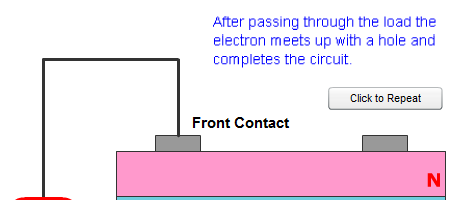 After passing through the load the
electron meets up with a hole and
completes the circuit.
Click to Repeat
Front Contact
N